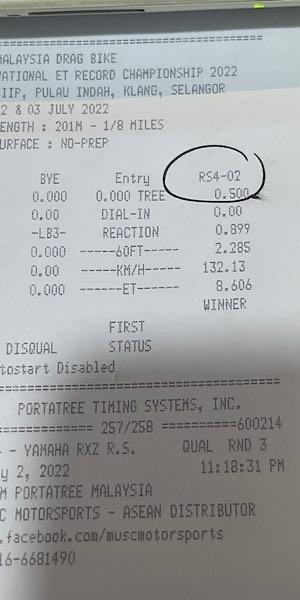 MALAYSIA DRAG BIKE
NATIONAL ET RECORD CHAMPIONSHIP 2022
IIP, PULAU INDAH, KLANG, SELANGOR
2 & 03 JULY 2022
ENGTH : 201M - 1/8 MILES
URFACE : NO-PREP
BYE Entry RS4-02
0.000 0.000 TREE 0.500
0.00 DIAL-IN 0.00
-LB3- REACTION 0.899
0.000 ------60FT----- 2.285
0.00 ------KM/H----- 132.13
0.000 ------ET------- 8.606
WINNER
FIRST
DISQUAL STATUS
tostart Disabled
PORTATREE TIMING SYSTEMS, INC.
============ 257/258 ==========600214
- YAMAHA RXZ R.S. QUAL RND 3
y 2, 2022 11:18:31 PM
M PORTATREE MALAYSIA
C MOTORSPORTS - ASEAN DISTRIBUTOR
.facebook.com/muscmotorsports
16-6681490